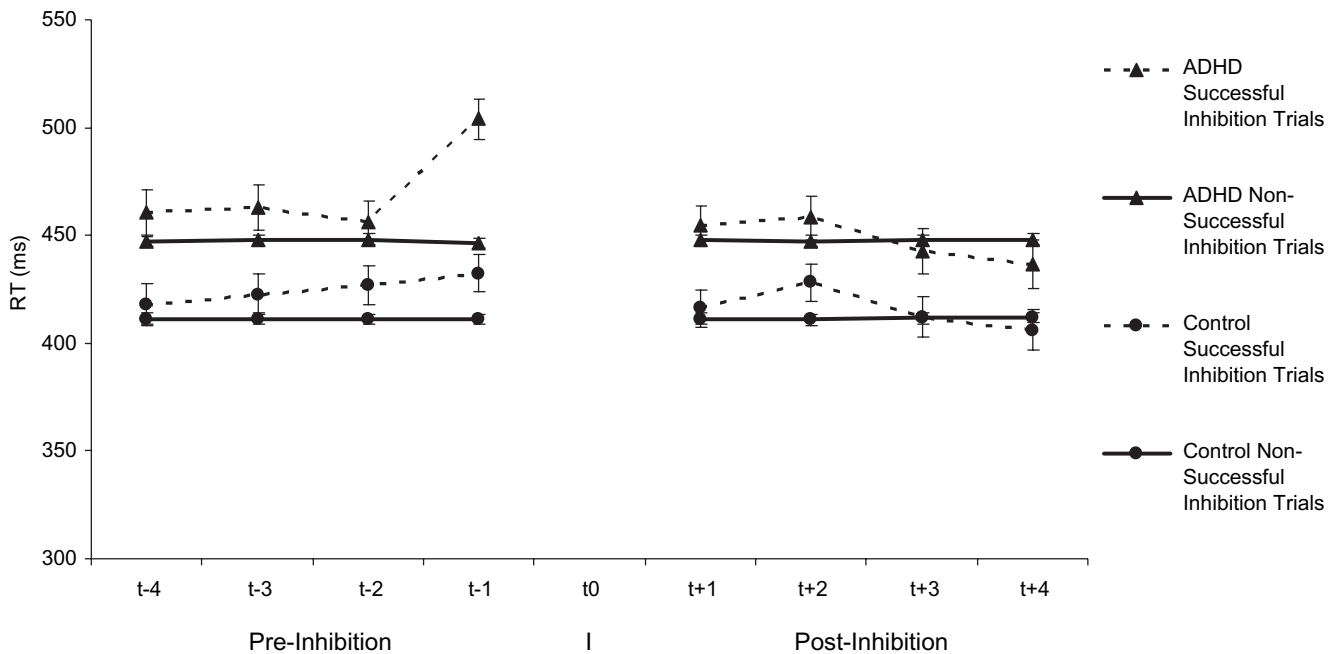 550
500
450
400
350
300
RT (ms)
t-4 t-3 t-2 t-1 t0 t+1 t+2 t+3 t+4
Pre-Inhibition I Post-Inhibition
ADHD
Successful
Inhibition Trials
ADHD Non-
Successful
Inhibition Trials
Control
Successful
Inhibition Trials
Control Non-
Successful
Inhibition Trials